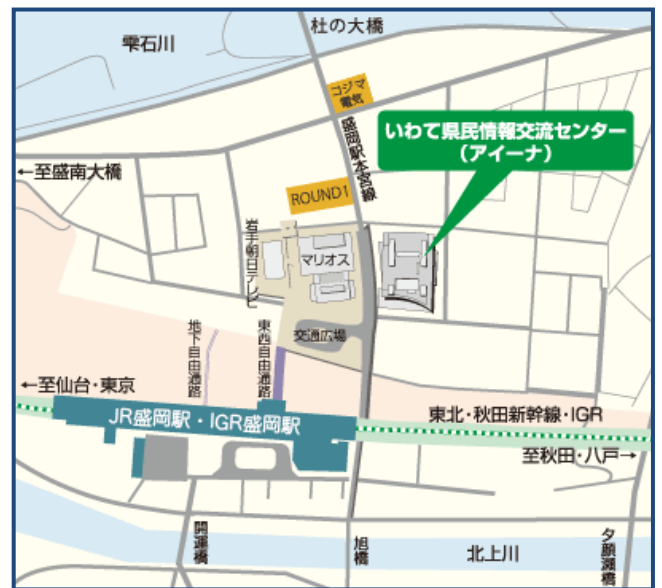 杜の大橋
雫石川
コジマ
電気
盛岡駅本宮線
いわて県民情報交流センター
（アイーナ）
←至盛南大橋
ROUND1
岩手朝日テレビ
マリオス
交通広場
地下自由通路
東西自由通路
←至仙台・東京
JR盛岡駅・IGR盛岡駅
東北・秋田新幹線・IGR
至秋田・八戸→
開運橋
旭橋
北上川
夕顔瀬橋